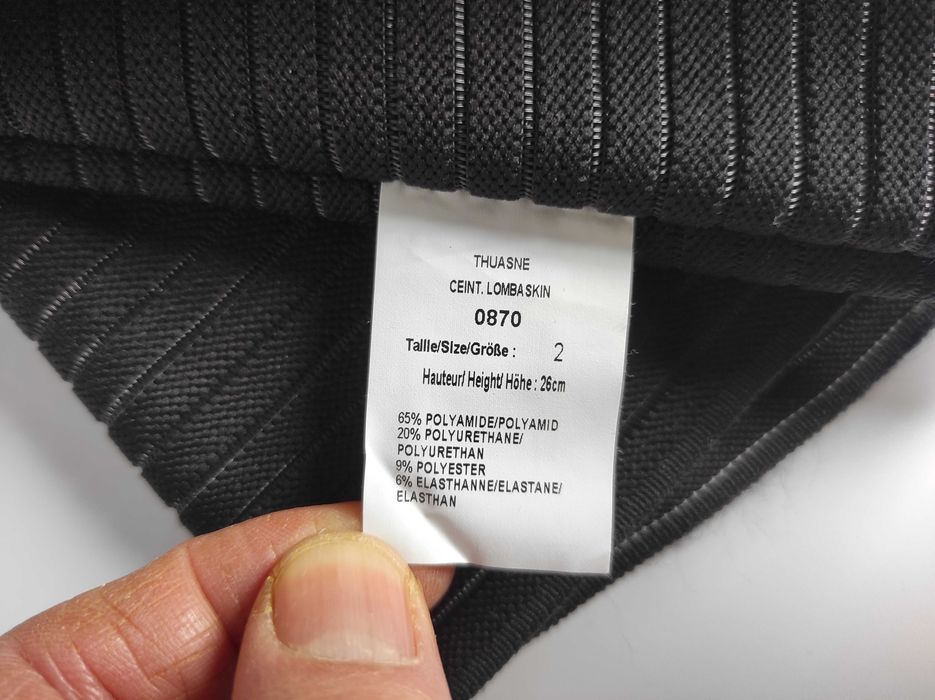 THUASNE
CEINT. LOMBASKIN
0870
Taille/Size/Größe : 2
Hauteur/ Height/ Höhe : 26cm
65% POLYAMIDE/POLYAMID
20% POLYURETHANE/
POLYURETHAN
9% POLYESTER
6% ELASTHANNE/ELASTANE/
ELASTHAN